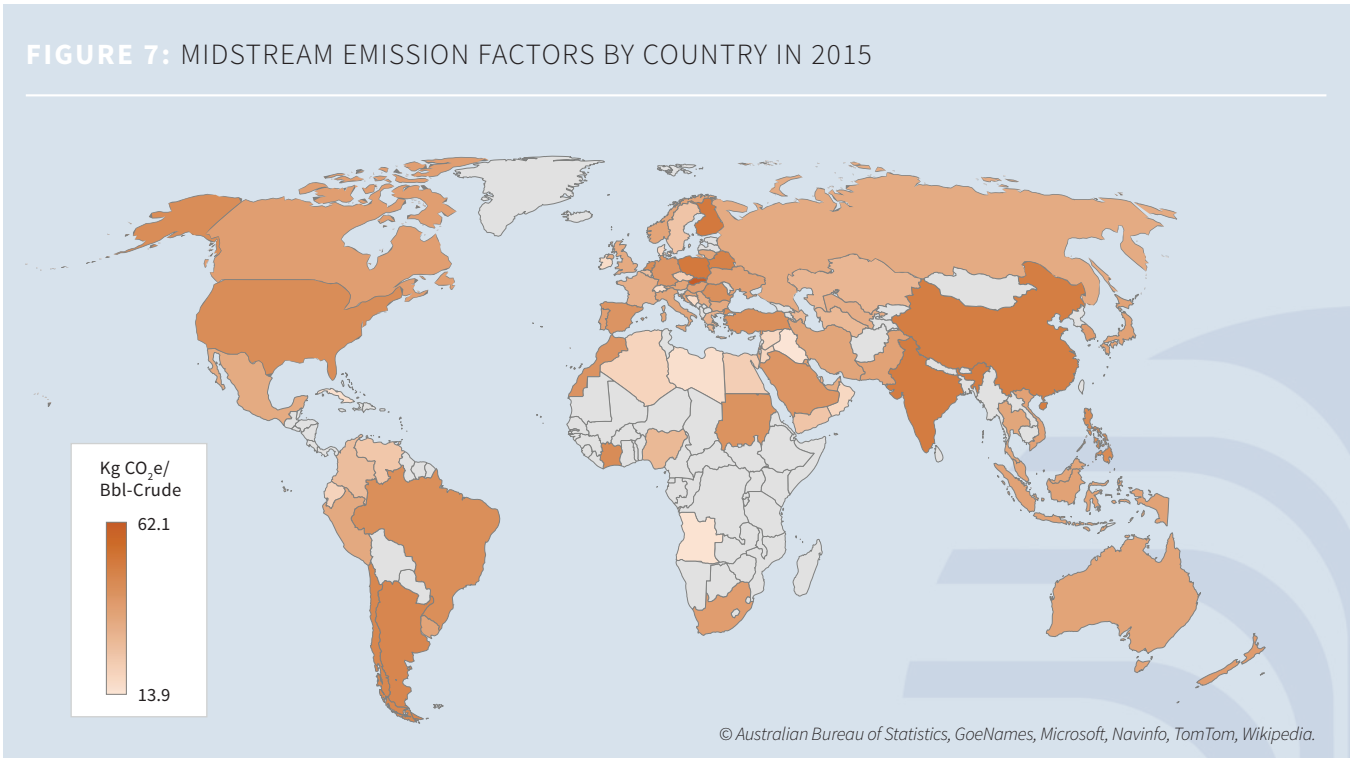 FIGURE 7: MIDSTREAM EMISSION FACTORS BY COUNTRY IN 2015
Kg CO₂e/
Bbl-Crude
62.1
13.9
© Australian Bureau of Statistics, GoeNames, Microsoft, Navinfo, TomTom, Wikipedia.